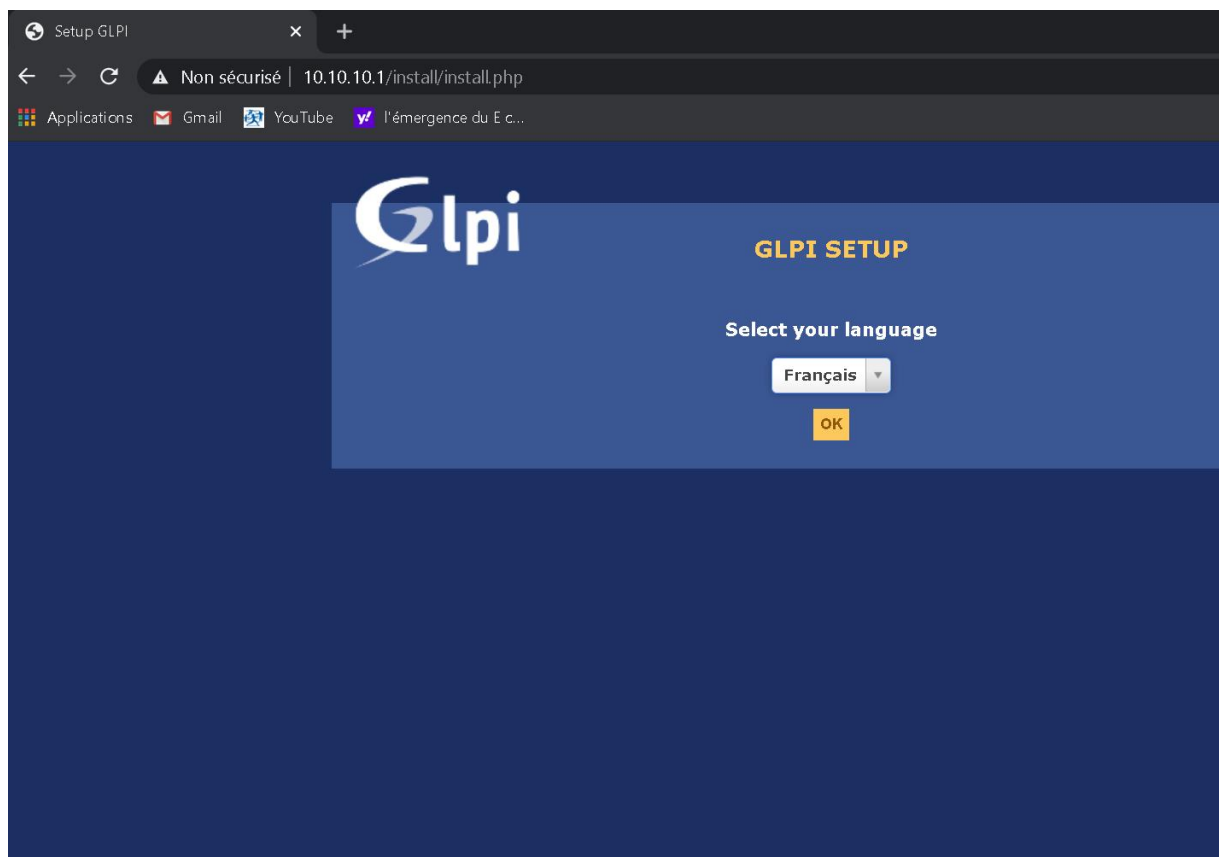 Setup GLPI
Non sécurisé | 10.10.10.1/install/install.php
Applications Gmail YouTube l'émergence du E c...
Glpi
GLPI SETUP
Select your language
Français
OK